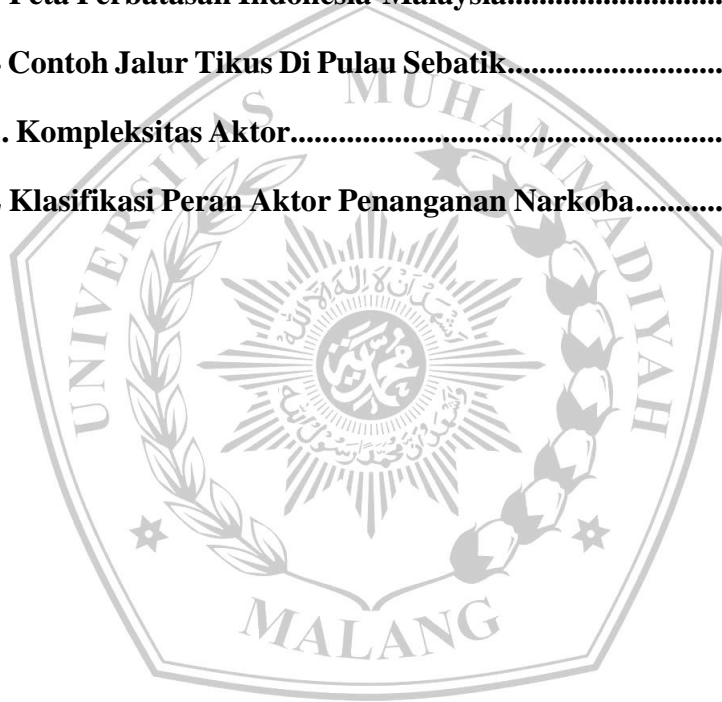 Peta Perbatasan Indonesia-Malaysia
Contoh Jalur Tikus Di Pulau Sebatik
. Kompleksitas Aktor
Klasifikasi Peran Aktor Penanganan Narkoba
UNIVERSITAS MUHAMMADIYAH
MALANG